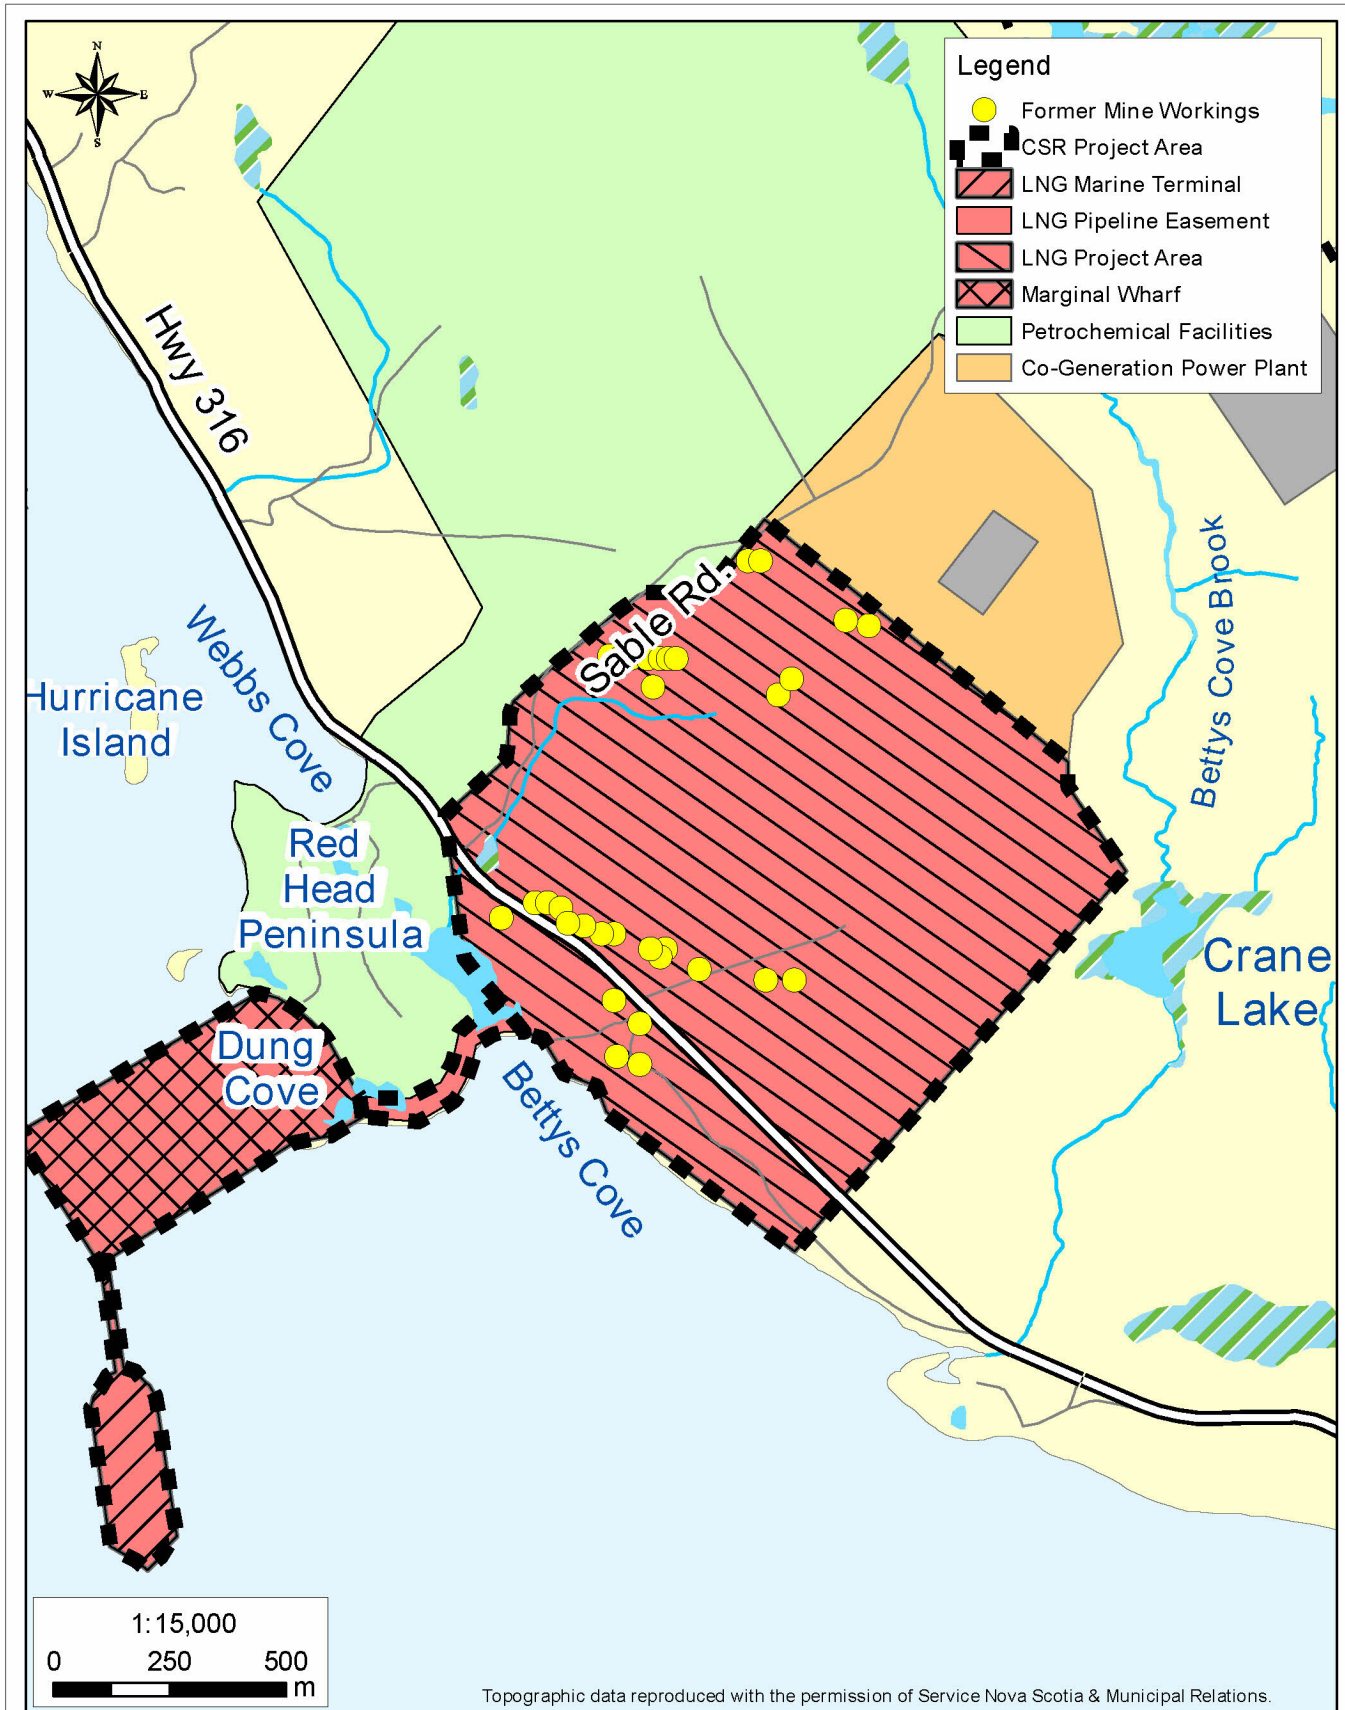 N
W
E
S
Legend
Former Mine Workings
CSR Project Area
LNG Marine Terminal
LNG Pipeline Easement
LNG Project Area
Marginal Wharf
Petrochemical Facilities
Co-Generation Power Plant
Hwy 316
Sable Rd.
Bettys Cove Brook
Webbs Cove
Hurricane
Island
Red
Head
Peninsula
Crane
Lake
Dung
Cove
Bettys Cove
1:15,000
0 250 500
m
Topographic data reproduced with the permission of Service Nova Scotia & Municipal Relations.